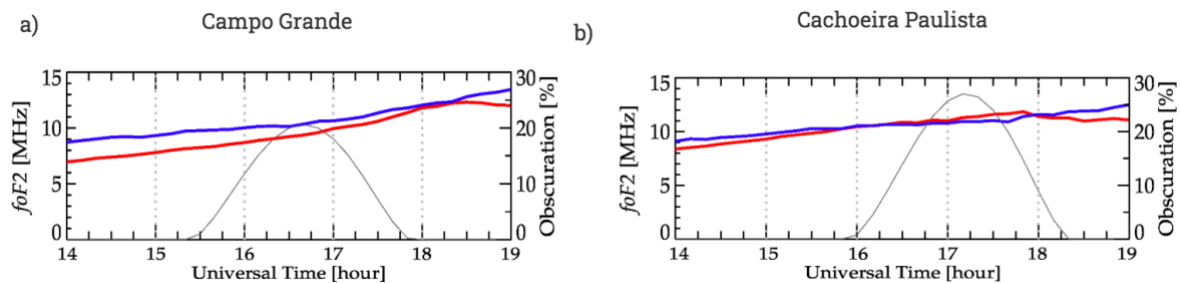 a)
Campo Grande
15
10
5
0
foF2 [MHz]
30
20
10
0
Obscuration [%]
14 15 16 17 18 19
Universal Time [hour]
b)
Cachoeira Paulista
15
10
5
0
foF2 [MHz]
30
20
10
0
Obscuration [%]
14 15 16 17 18 19
Universal Time [hour]